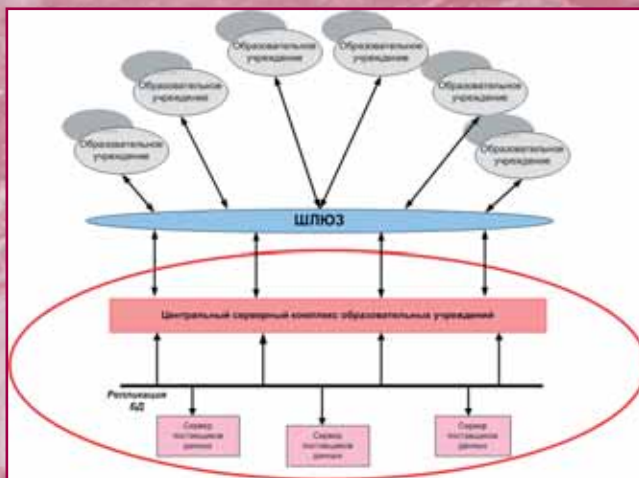 Образовательное
учреждение
Образовательное
учреждение
Образовательное
учреждение
Образовательное
учреждение
Образовательное
учреждение
Образовательное
учреждение
ШЛЮЗ
Центральный серверный комплекс образовательных учреждений
Репликация
БД
Сервер
поставщиков
данных
Сервер
поставщиков
данных
Сервер
поставщиков
данных